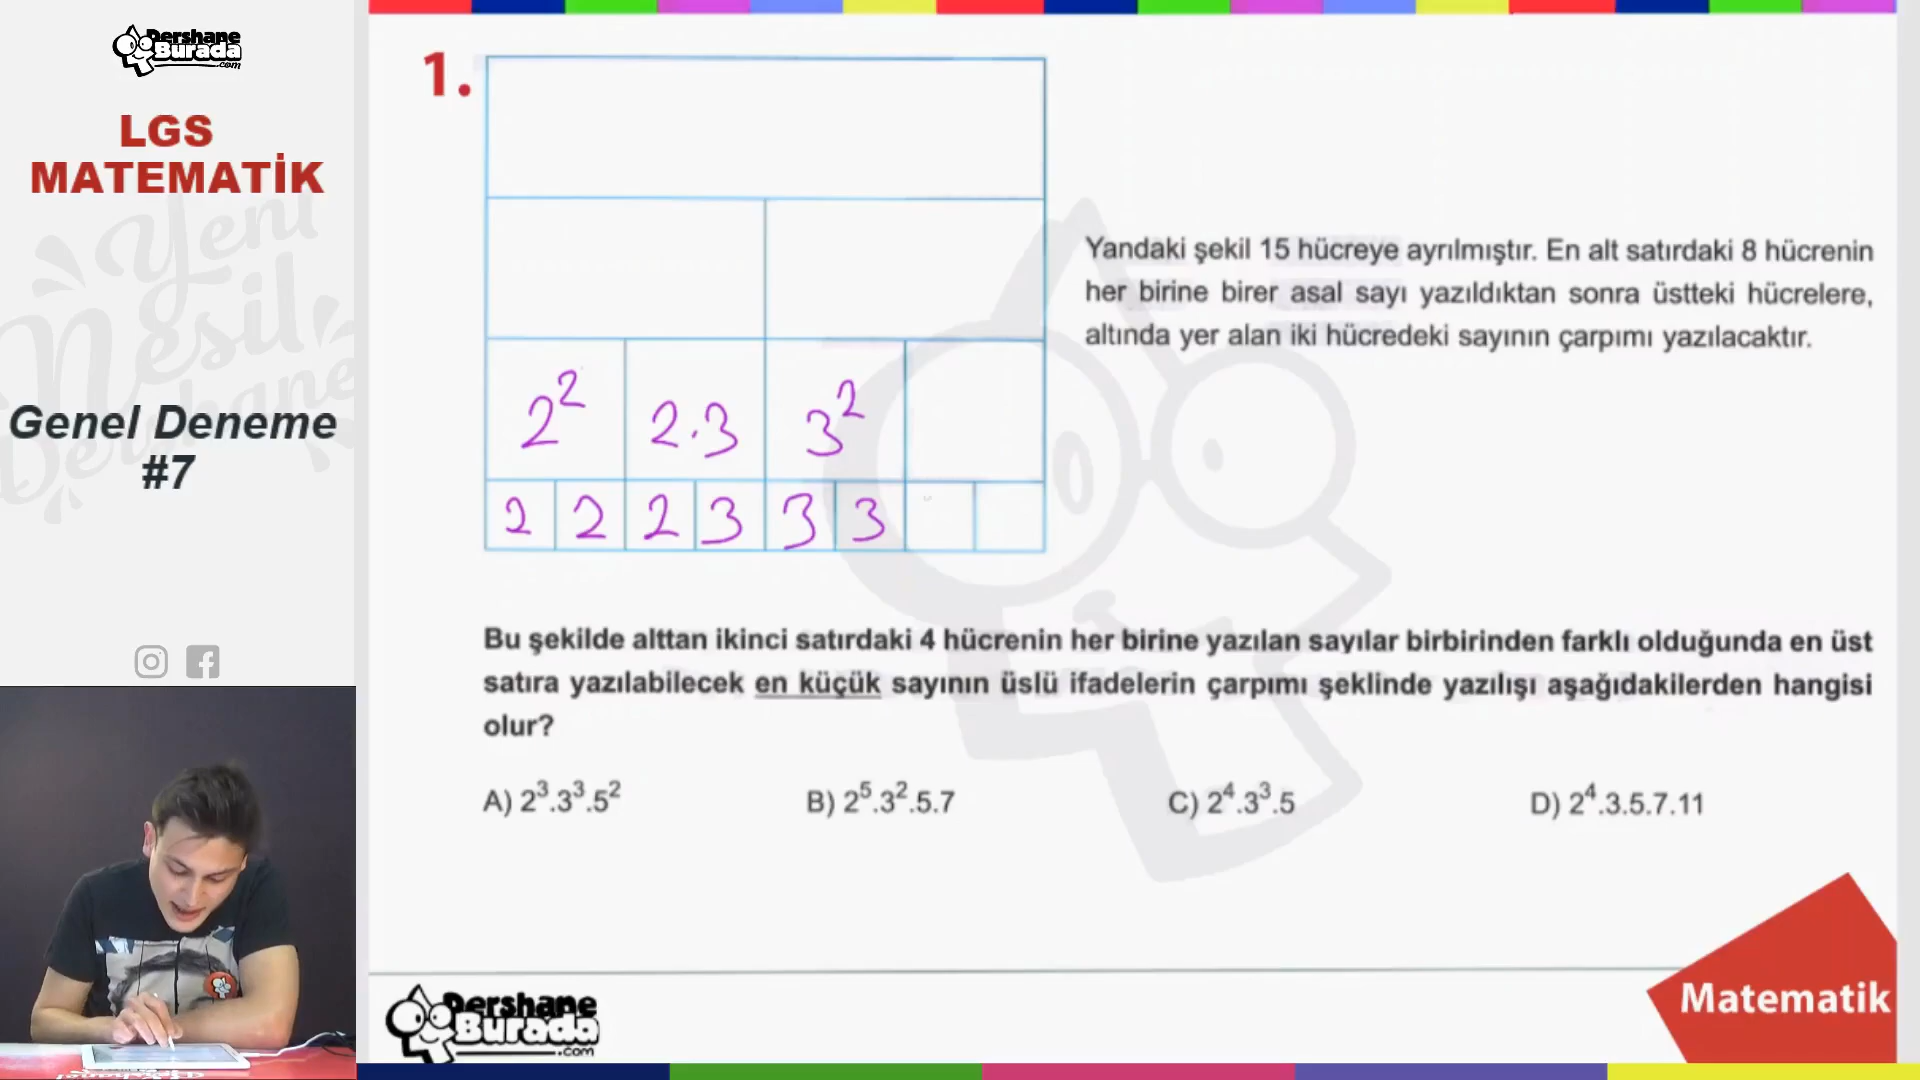 Dershane
Burada
.com
LGS
MATEMATİK
Yeni
Nesil
Dershane
Genel Deneme
#7
1.
2² 2.3 3²
2 2 2 3 3 3
Yandaki şekil 15 hücreye ayrılmıştır. En alt satırdaki 8 hücrenin
her birine birer asal sayı yazıldıktan sonra üstteki hücrelere,
altında yer alan iki hücredeki sayının çarpımı yazılacaktır.
Bu şekilde alttan ikinci satırdaki 4 hücrenin her birine yazılan sayılar birbirinden farklı olduğunda en üst
satıra yazılabilecek en küçük sayının üslü ifadelerin çarpımı şeklinde yazılışı aşağıdakilerden hangisi
olur?
A) 2³.3³.5² B) 2⁵.3².5.7 C) 2⁴.3³.5 D) 2⁴.3.5.7.11
Dershane
Burada
.com
Matematik